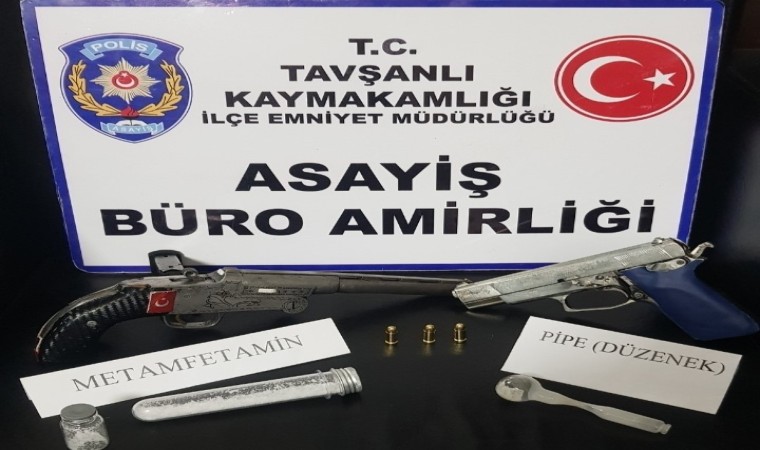 POLİS
ASAYİŞ
T.C.
TAVŞANLI
KAYMAKAMLIĞI
İLÇE EMNİYET MÜDÜRLÜĞÜ
ASAYİŞ
BÜRO AMİRLİĞİ
METAMFETAMİN
PİPE (DÜZENEK)